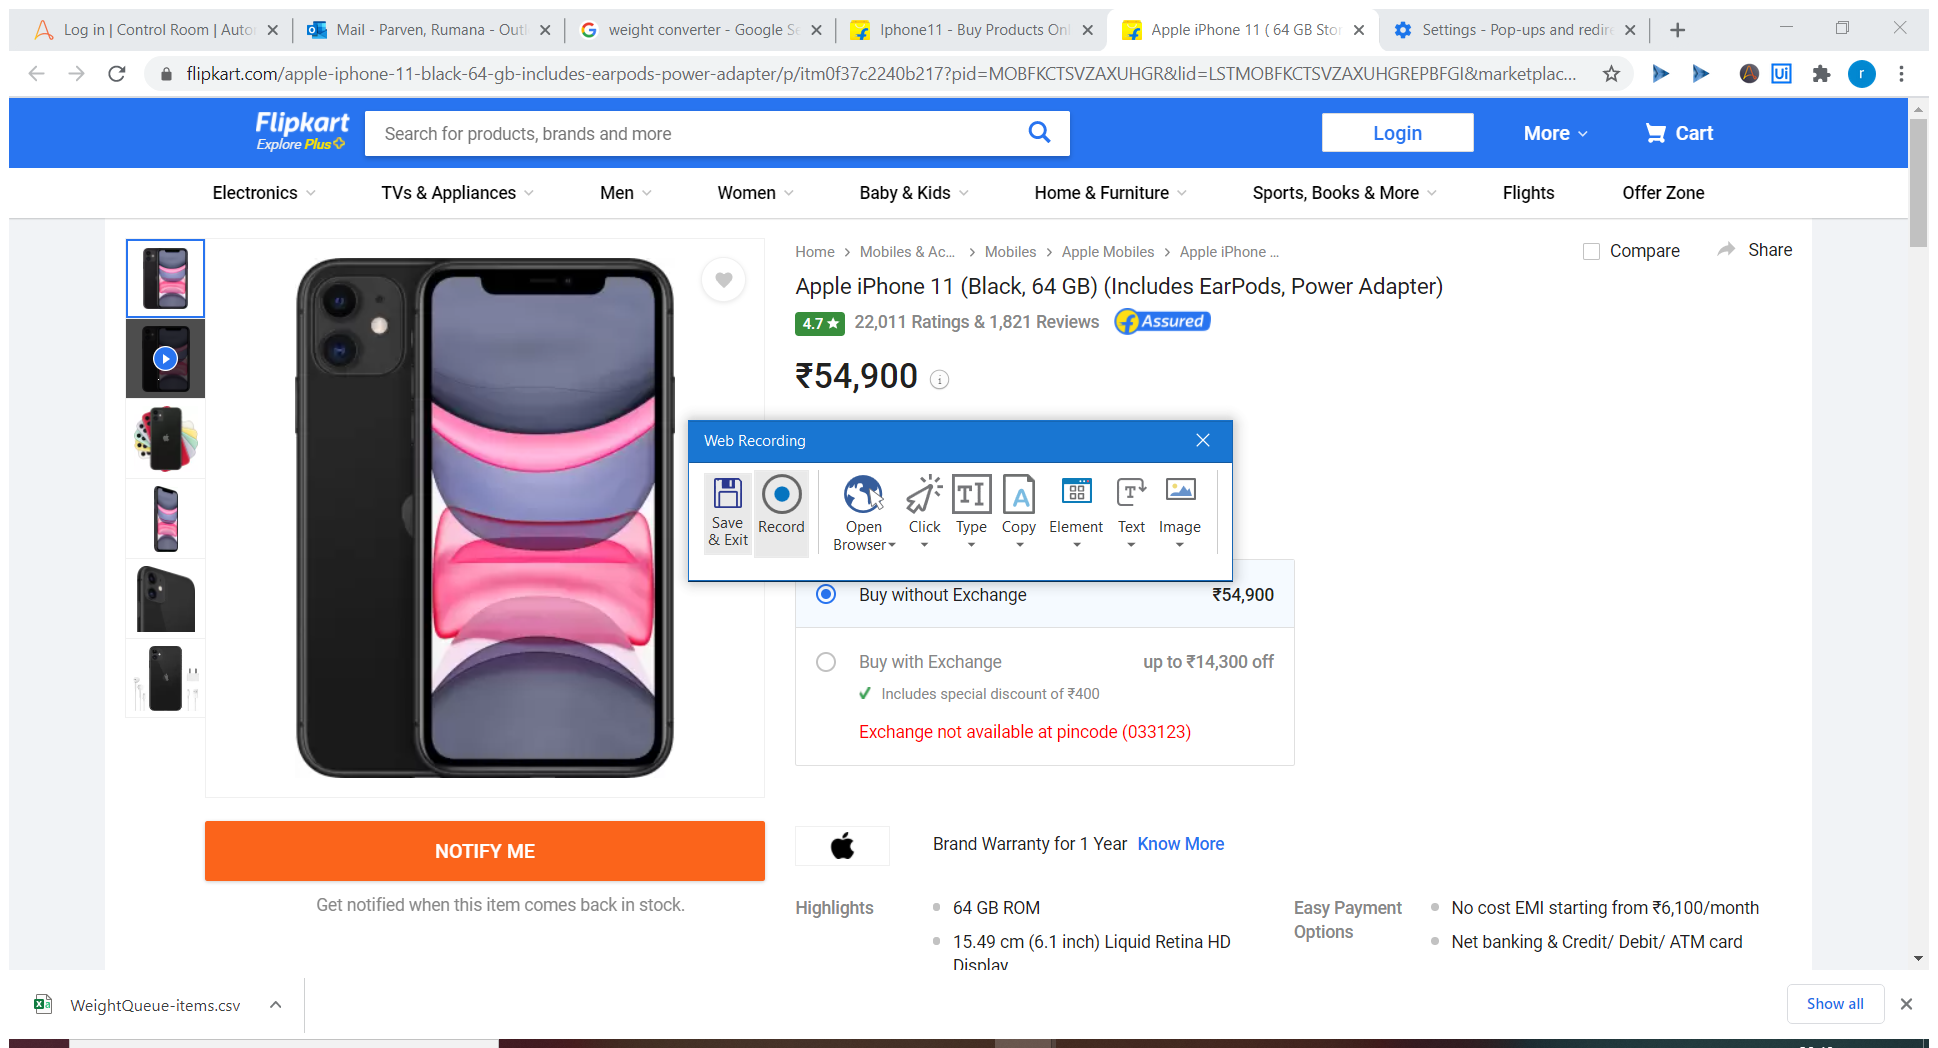 Log in | Control Room | Auto
Mail - Parven, Rumana - Outl
weight converter - Google Se
Iphone11 - Buy Products Onl
Apple iPhone 11 ( 64 GB Stor
Settings - Pop-ups and redire
flipkart.com/apple-iphone-11-black-64-gb-includes-earpods-power-adapter/p/itm0f37c2240b217?pid=MOBFKCTSVZAXUHGR&lid=LSTMOBFKCTSVZAXUHGREPBFGI&marketplac...
Ui
r
Flipkart
Explore Plus
Search for products, brands and more
Login
More
Cart
Electronics
TVs & Appliances
Men
Women
Baby & Kids
Home & Furniture
Sports, Books & More
Flights
Offer Zone
Home > Mobiles & Ac... > Mobiles > Apple Mobiles > Apple iPhone ...
Compare
Share
Apple iPhone 11 (Black, 64 GB) (Includes EarPods, Power Adapter)
4.7 ★ 22,011 Ratings & 1,821 Reviews
Assured
₹54,900
Web Recording
Save & Exit
Record
Open Browser
Click
Type
Copy
Element
Text
Image
Buy without Exchange ₹54,900
Buy with Exchange up to ₹14,300 off
Includes special discount of ₹400
Exchange not available at pincode (033123)
NOTIFY ME
Get notified when this item comes back in stock.
Brand Warranty for 1 Year Know More
Highlights
64 GB ROM
15.49 cm (6.1 inch) Liquid Retina HD
Display
Easy Payment
Options
No cost EMI starting from ₹6,100/month
Net banking & Credit/ Debit/ ATM card
WeightQueue-items.csv
Show all